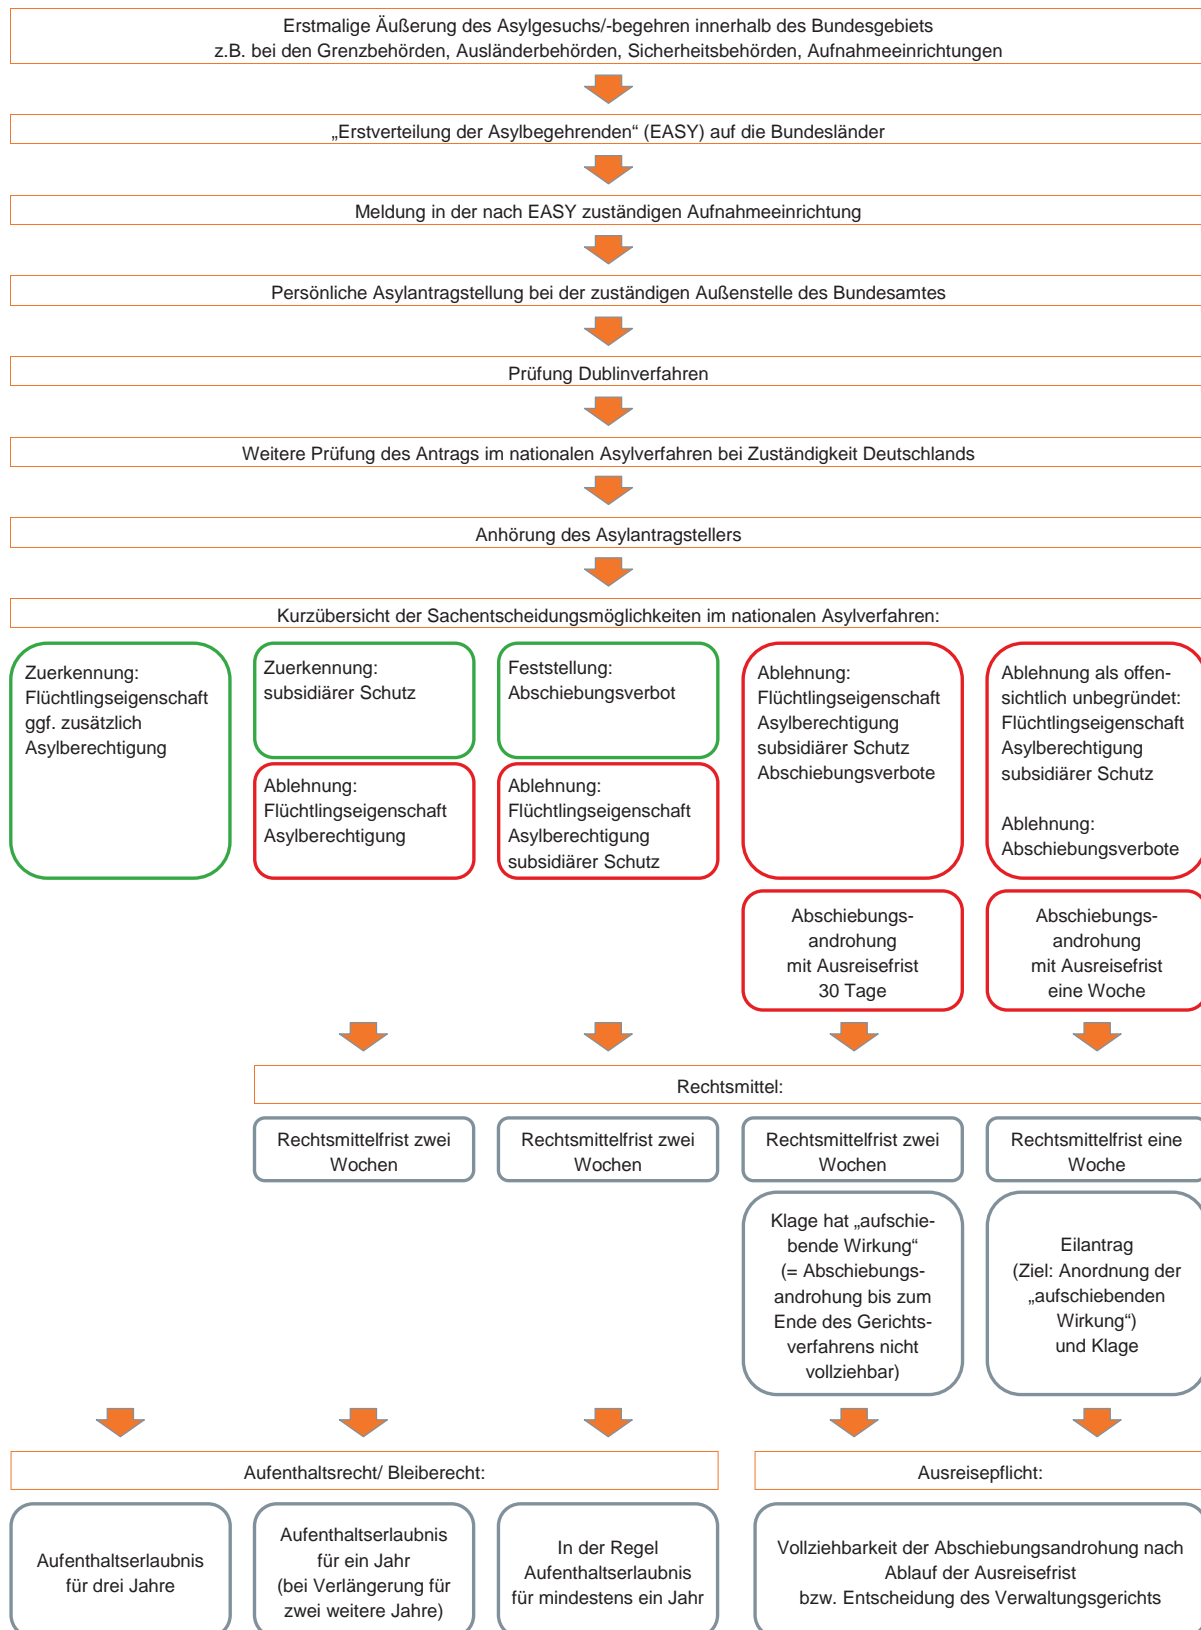 Erstmalige Äußerung des Asylgesuchs/-begehren innerhalb des Bundesgebiets
z.B. bei den Grenzbehörden, Ausländerbehörden, Sicherheitsbehörden, Aufnahmeeinrichtungen
„Erstverteilung der Asylbegehrenden“ (EASY) auf die Bundesländer
Meldung in der nach EASY zuständigen Aufnahmeeinrichtung
Persönliche Asylantragstellung bei der zuständigen Außenstelle des Bundesamtes
Prüfung Dublinverfahren
Weitere Prüfung des Antrags im nationalen Asylverfahren bei Zuständigkeit Deutschlands
Anhörung des Asylantragstellers
Kurzübersicht der Sachentscheidungsmöglichkeiten im nationalen Asylverfahren:
Zuerkennung:
Flüchtlingseigenschaft
ggf. zusätzlich
Asylberechtigung
Zuerkennung:
subsidiärer Schutz
Ablehnung:
Flüchtlingseigenschaft
Asylberechtigung
Feststellung:
Abschiebungsverbot
Ablehnung:
Flüchtlingseigenschaft
Asylberechtigung
subsidiärer Schutz
Ablehnung:
Flüchtlingseigenschaft
Asylberechtigung
subsidiärer Schutz
Abschiebungsverbote
Abschiebungs-
androhung
mit Ausreisefrist
30 Tage
Ablehnung als offen-
sichtlich unbegründet:
Flüchtlingseigenschaft
Asylberechtigung
subsidiärer Schutz
Ablehnung:
Abschiebungsverbote
Abschiebungs-
androhung
mit Ausreisefrist
eine Woche
Rechtsmittel:
Rechtsmittelfrist zwei
Wochen
Rechtsmittelfrist zwei
Wochen
Rechtsmittelfrist zwei
Wochen
Rechtsmittelfrist eine
Woche
Klage hat „aufschie-
bende Wirkung“
(= Abschiebungs-
androhung bis zum
Ende des Gerichts-
verfahrens nicht
vollziehbar)
Eilantrag
(Ziel: Anordnung der
„aufschiebenden
Wirkung“)
und Klage
Aufenthaltsrecht/ Bleiberecht:
Ausreisepflicht:
Aufenthaltserlaubnis
für drei Jahre
Aufenthaltserlaubnis
für ein Jahr
(bei Verlängerung für
zwei weitere Jahre)
In der Regel
Aufenthaltserlaubnis
für mindestens ein Jahr
Vollziehbarkeit der Abschiebungsandrohung nach
Ablauf der Ausreisefrist
bzw. Entscheidung des Verwaltungsgerichts